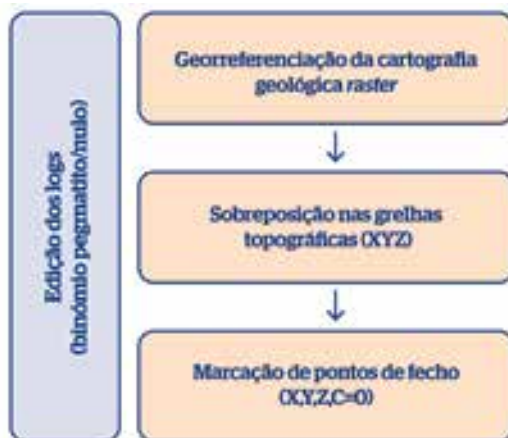 Edição dos logs
(binómio pegmatito/nulo)
Georreferenciação da cartografia
geológica raster
Sobreposição nas grelhas
topográficas (XYZ)
Marcação de pontos de fecho
(X,Y,Z,C=0)